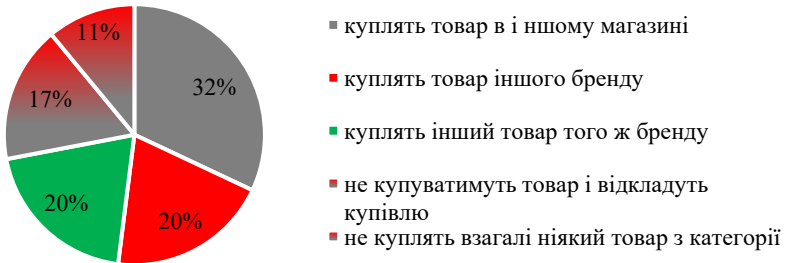 11%
17%
32%
20%
20%
куплять товар в і ншому магазині
куплять товар іншого бренду
куплять інший товар того ж бренду
не купуватимуть товар і відкладуть
купівлю
не куплять взагалі ніякий товар з категорії